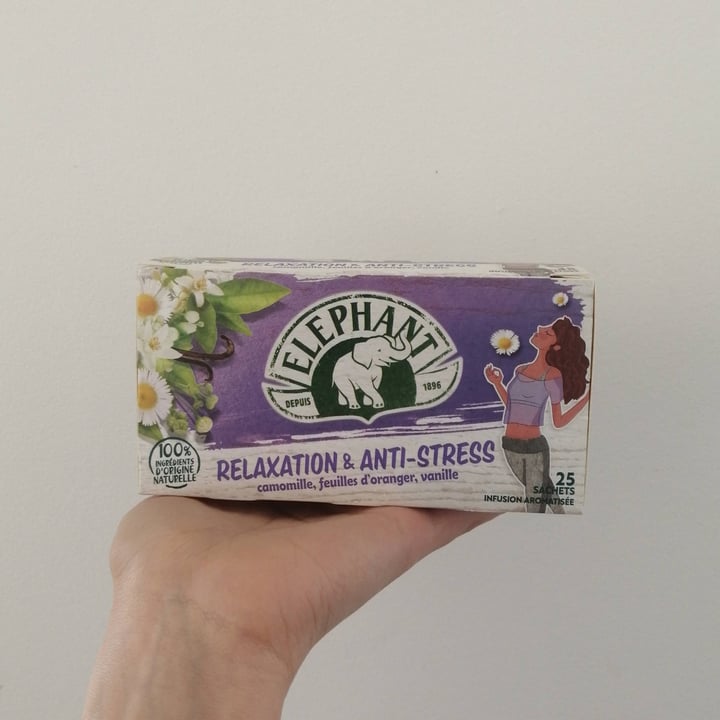 RELAXATION & ANTI-STRESS
ELEPHANT
DEPUIS 1896
100%
INGRÉDIENTS
D'ORIGINE
NATURELLE
RELAXATION & ANTI-STRESS
camomille, feuilles d'oranger, vanille
25
SACHETS
INFUSION AROMATISÉE